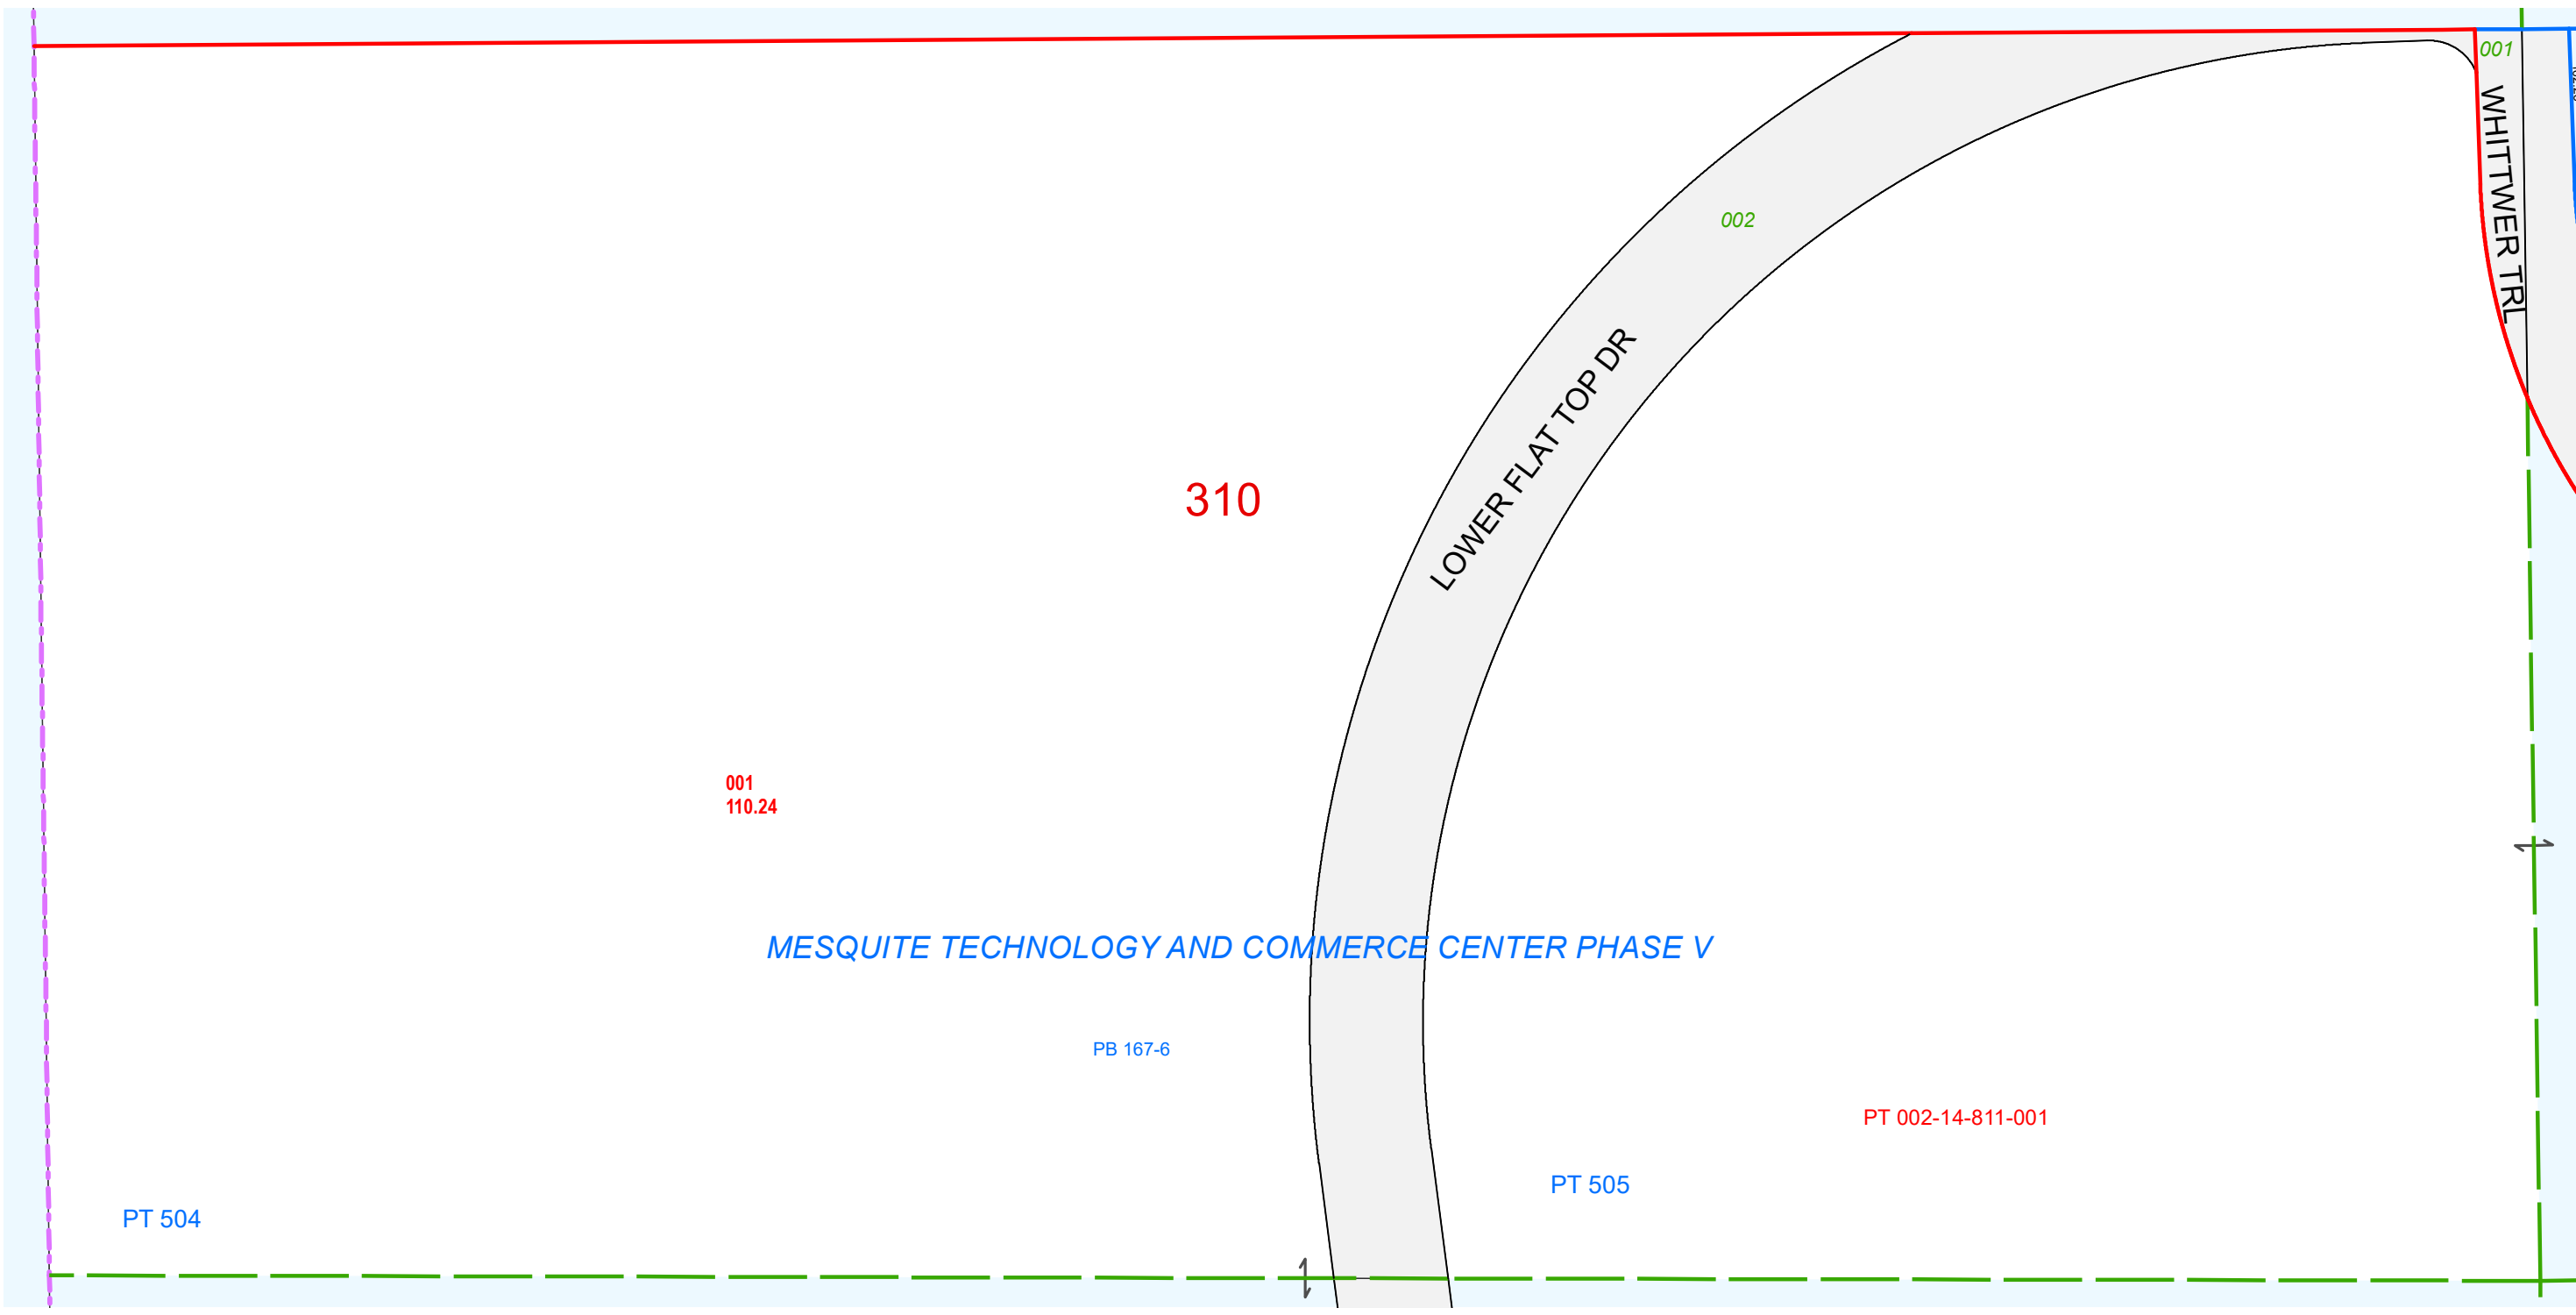 001
WHITTWER TRL
002
LOWER FLAT TOP DR
310
001
110.24
MESQUITE TECHNOLOGY AND COMMERCE CENTER PHASE V
PB 167-6
PT 002-14-811-001
PT 505
PT 504